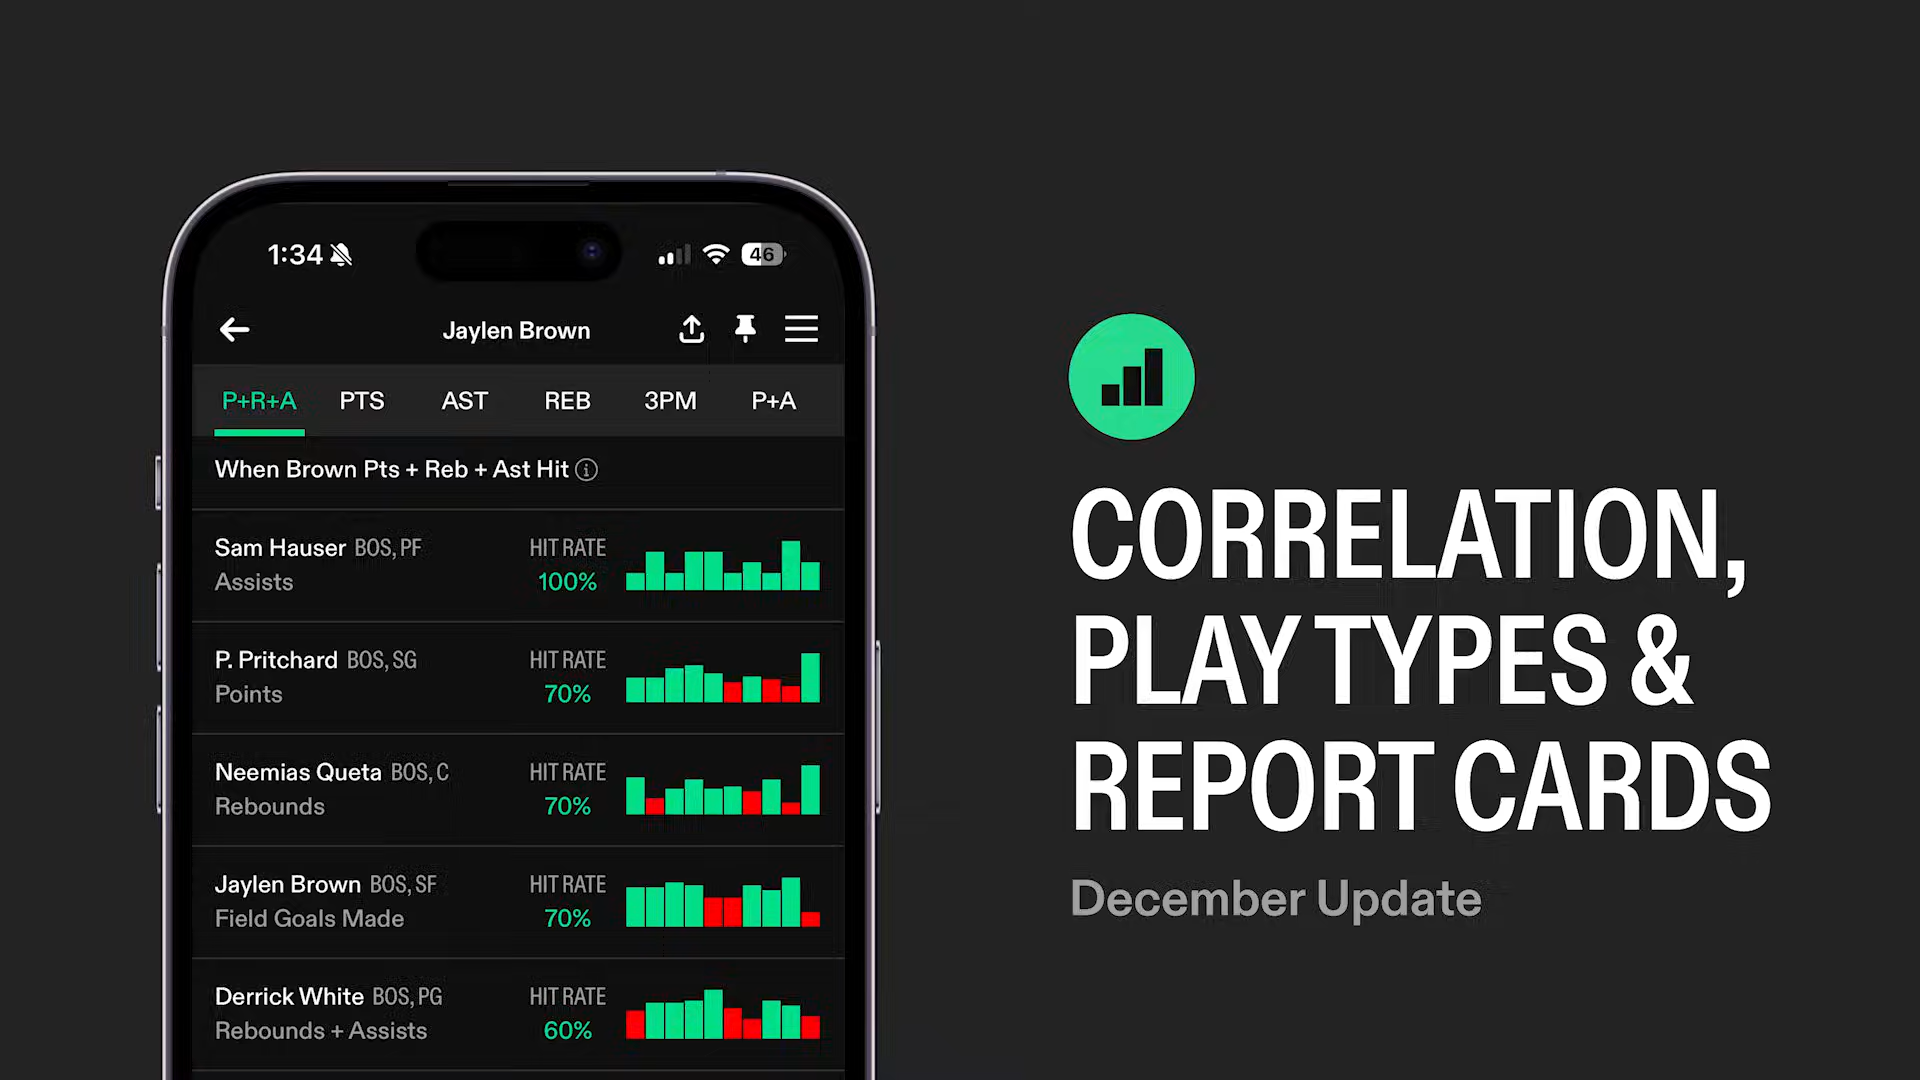 1:34
46
Jaylen Brown
P+R+A PTS AST REB 3PM P+A
When Brown Pts + Reb + Ast Hit
Sam Hauser BOS, PF
Assists
HIT RATE
100%
P. Pritchard BOS, SG
Points
HIT RATE
70%
Neemias Queta BOS, C
Rebounds
HIT RATE
70%
Jaylen Brown BOS, SF
Field Goals Made
HIT RATE
70%
Derrick White BOS, PG
Rebounds + Assists
HIT RATE
60%
CORRELATION,
PLAY TYPES &
REPORT CARDS
December Update